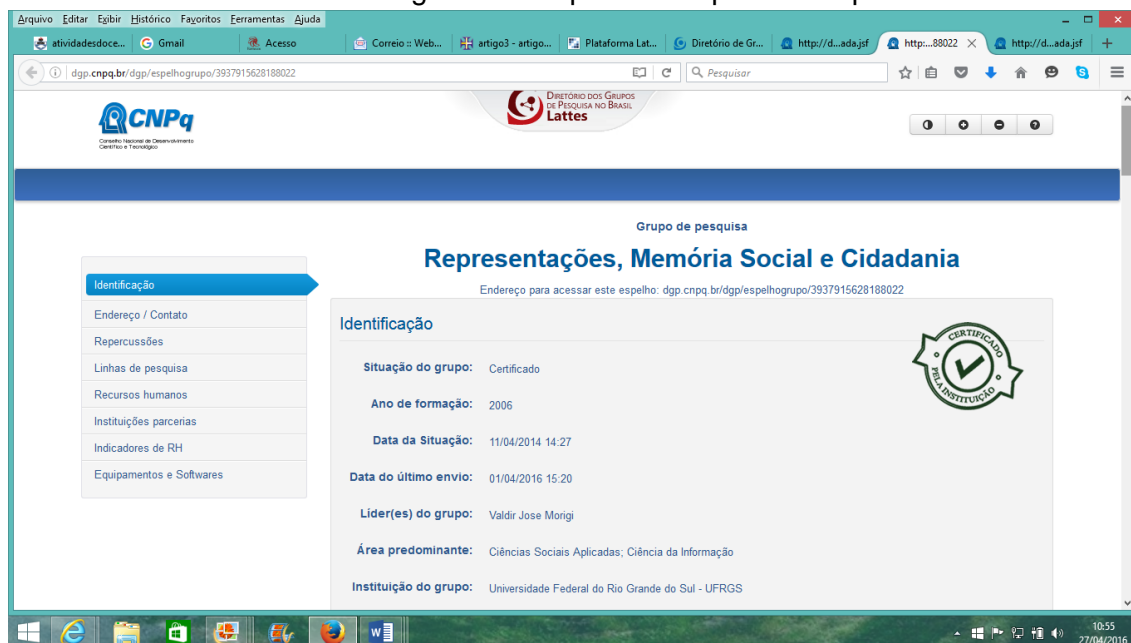 Arquivo Editar Exibir Histórico Favoritos Ferramentas Ajuda
atividadesdoce... Gmail Acesso Correio :: Web... artigo3 - artigo... Plataforma Lat... Diretório de Gr... http://d...ada.jsf http:...88022 http://d...ada.jsf
dgp.cnpq.br/dgp/espelhogrupo/3937915628188022 Pesquisar
CNPq
Conselho Nacional de Desenvolvimento
Científico e Tecnológico
Diretório dos Grupos
de Pesquisa no Brasil
Lattes
Grupo de pesquisa
Representações, Memória Social e Cidadania
Endereço para acessar este espelho: dgp.cnpq.br/dgp/espelhogrupo/3937915628188022
Identificação
Endereço / Contato
Repercussões
Linhas de pesquisa
Recursos humanos
Instituições parcerias
Indicadores de RH
Equipamentos e Softwares
Identificação
CERTIFICADO
PELA INSTITUIÇÃO
Situação do grupo: Certificado
Ano de formação: 2006
Data da Situação: 11/04/2014 14:27
Data do último envio: 01/04/2016 15:20
Líder(es) do grupo: Valdir Jose Morigi
Área predominante: Ciências Sociais Aplicadas; Ciência da Informação
Instituição do grupo: Universidade Federal do Rio Grande do Sul - UFRGS
10:55
27/04/2016